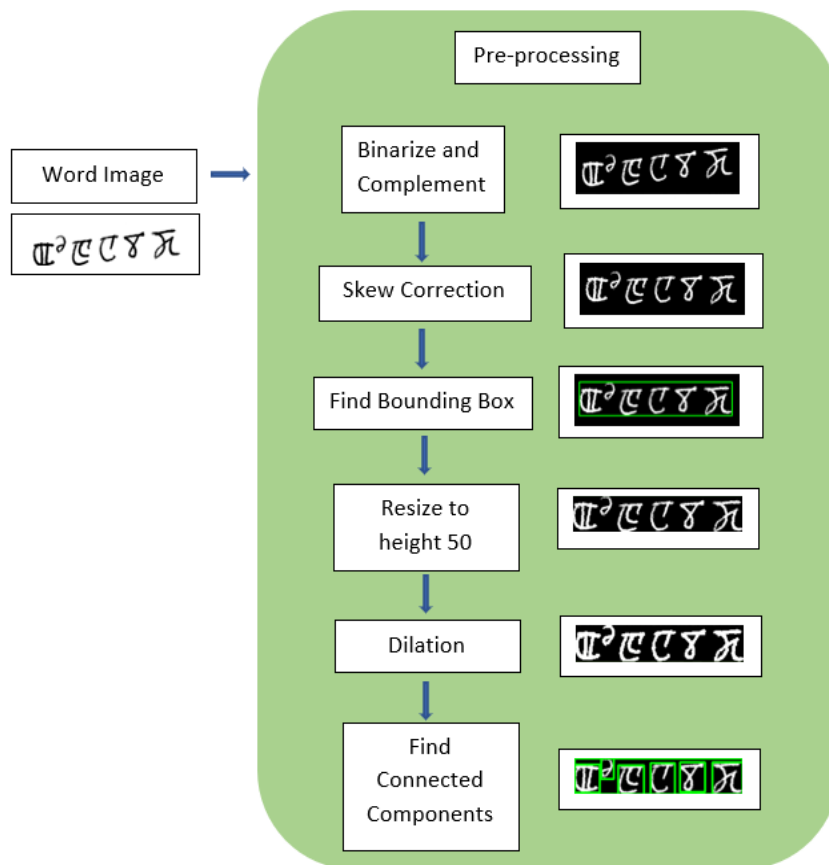 Pre-processing
Word Image
Binarize and
Complement
Skew Correction
Find Bounding Box
Resize to
height 50
Dilation
Find
Connected
Components